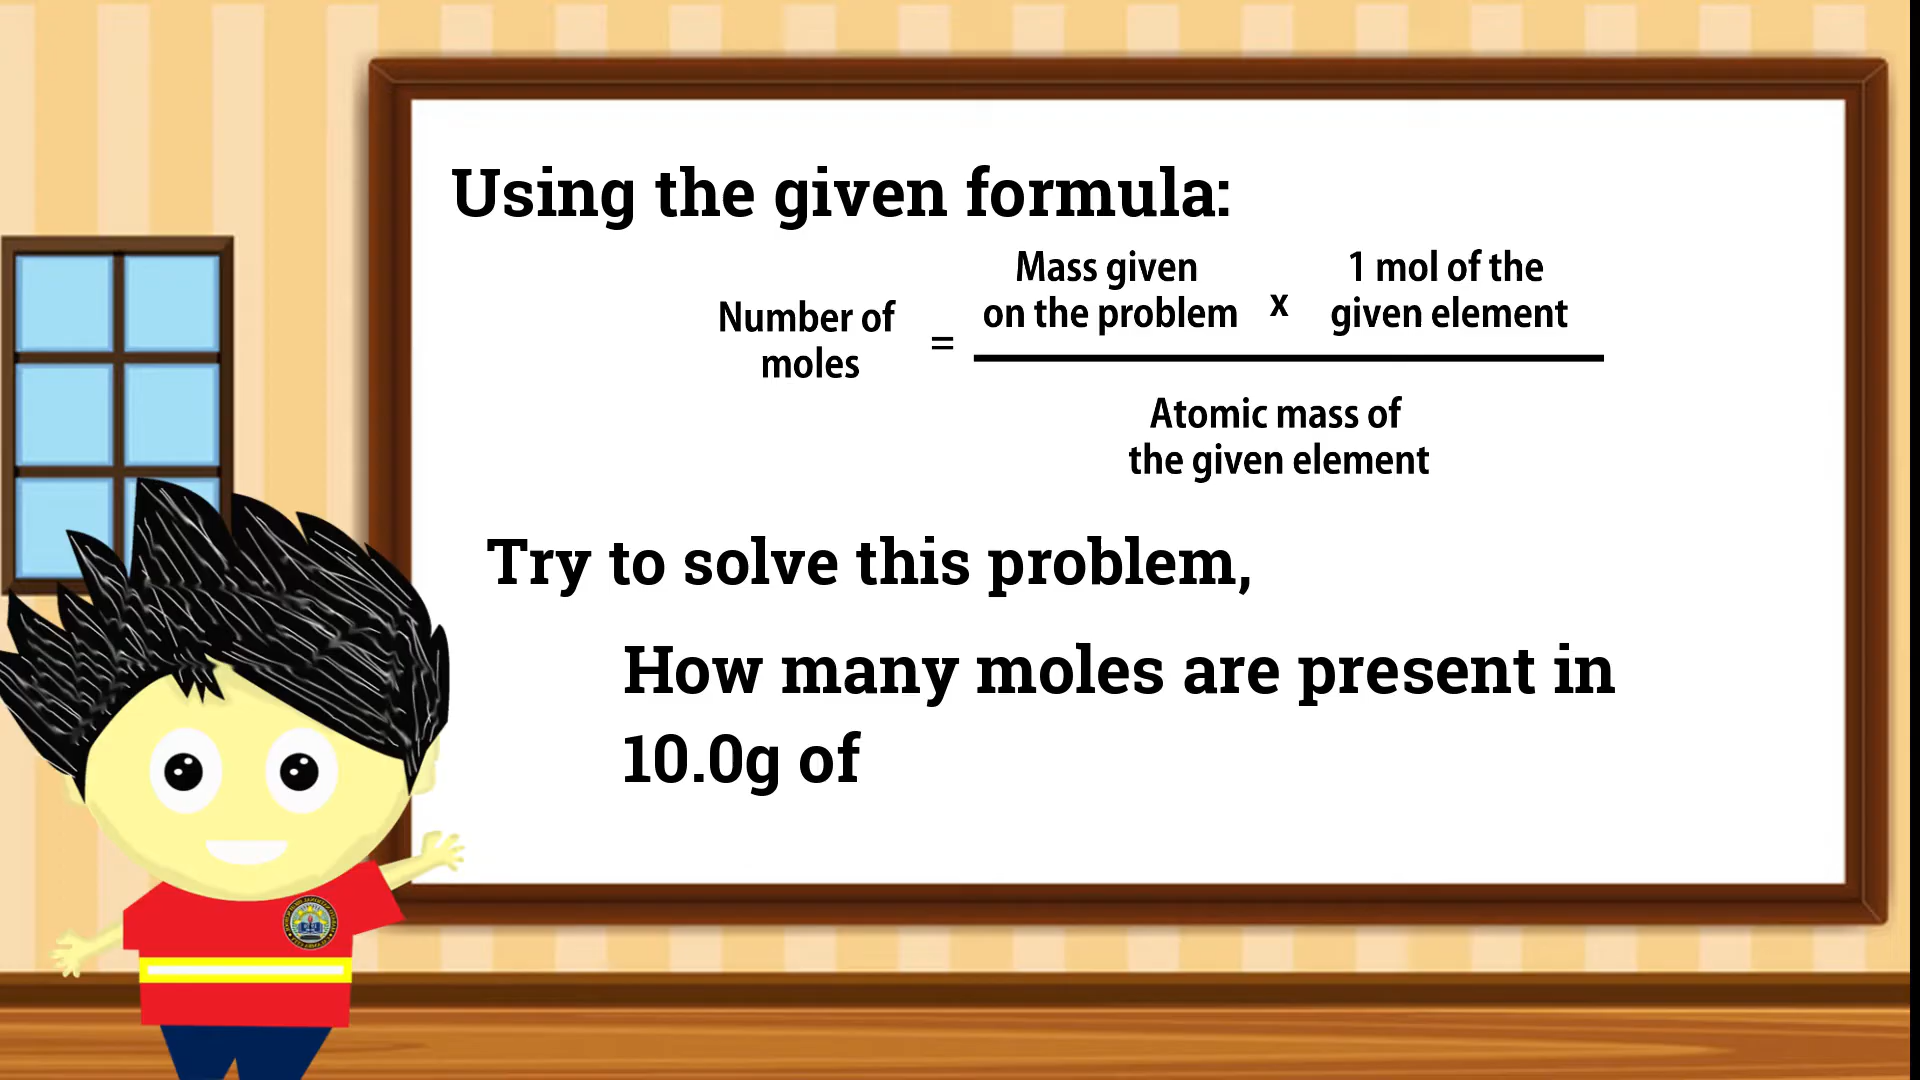 Using the given formula:
Number of
moles
=
Mass given
on the problem
x
1 mol of the
given element
Atomic mass of
the given element
Try to solve this problem,
How many moles are present in
10.0g of